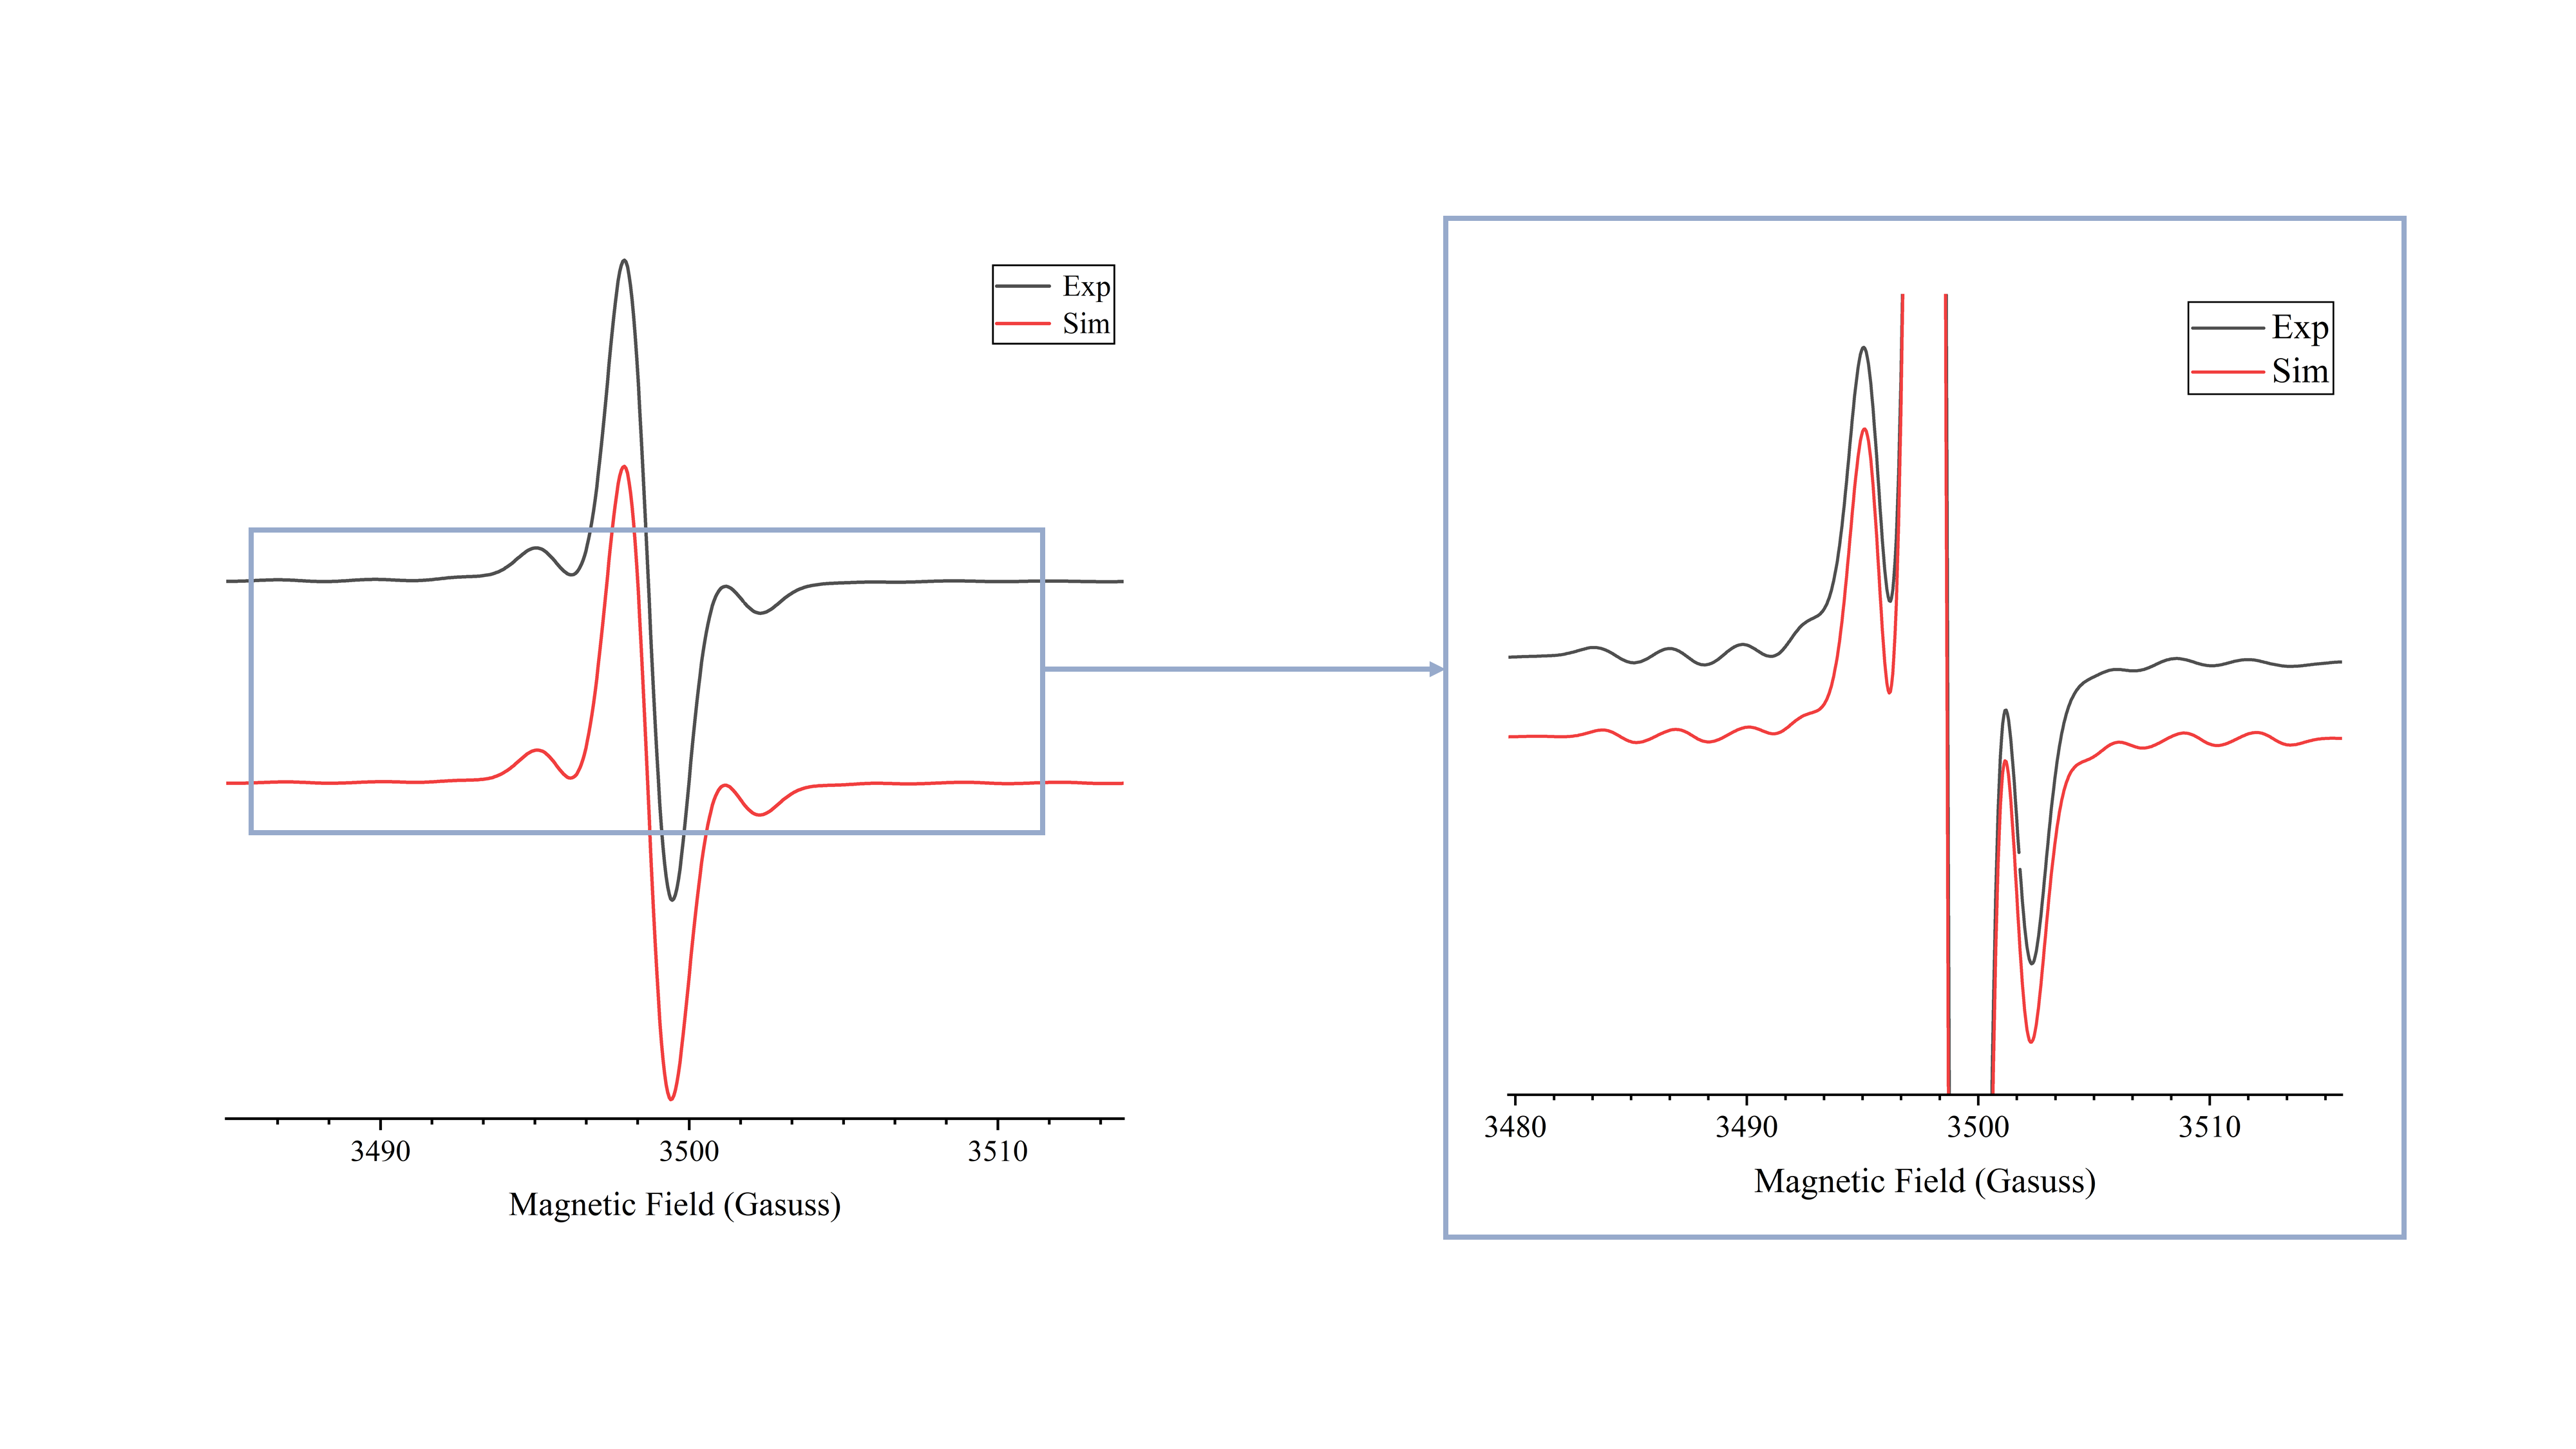 Exp
Sim
3490
3500
3510
Magnetic Field (Gasuss)
Exp
Sim
3480
3490
3500
3510
Magnetic Field (Gasuss)